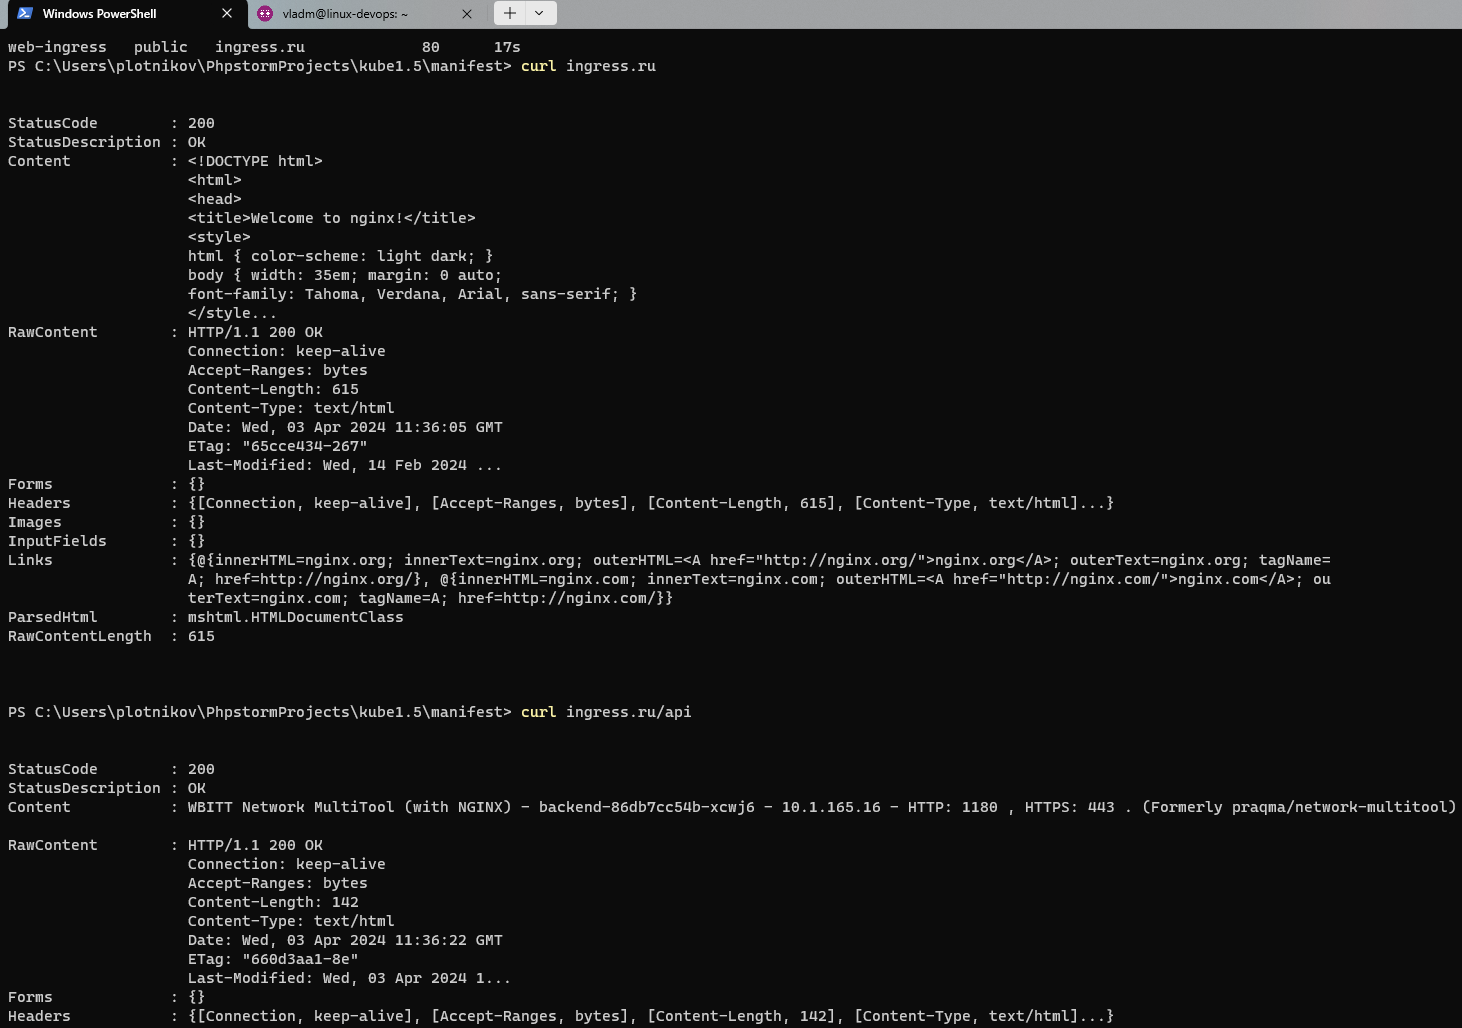 Windows PowerShell
vladm@linux-devops: ~
web-ingress   public   ingress.ru             80      17s
PS C:\Users\plotnikov\PhpstormProjects\kube1.5\manifest> curl ingress.ru
StatusCode        : 200
StatusDescription : OK
Content           : <!DOCTYPE html>
                    <html>
                    <head>
                    <title>Welcome to nginx!</title>
                    <style>
                    html { color-scheme: light dark; }
                    body { width: 35em; margin: 0 auto;
                    font-family: Tahoma, Verdana, Arial, sans-serif; }
                    </style...
RawContent        : HTTP/1.1 200 OK
                    Connection: keep-alive
                    Accept-Ranges: bytes
                    Content-Length: 615
                    Content-Type: text/html
                    Date: Wed, 03 Apr 2024 11:36:05 GMT
                    ETag: "65cce434-267"
                    Last-Modified: Wed, 14 Feb 2024 ...
Forms             : {}
Headers           : {[Connection, keep-alive], [Accept-Ranges, bytes], [Content-Length, 615], [Content-Type, text/html]...}
Images            : {}
InputFields       : {}
Links             : {@{innerHTML=nginx.org; innerText=nginx.org; outerHTML=<A href="http://nginx.org/">nginx.org</A>; outerText=nginx.org; tagName=
                    A; href=http://nginx.org/}, @{innerHTML=nginx.com; innerText=nginx.com; outerHTML=<A href="http://nginx.com/">nginx.com</A>; ou
                    terText=nginx.com; tagName=A; href=http://nginx.com/}}
ParsedHtml        : mshtml.HTMLDocumentClass
RawContentLength  : 615
PS C:\Users\plotnikov\PhpstormProjects\kube1.5\manifest> curl ingress.ru/api
StatusCode        : 200
StatusDescription : OK
Content           : WBITT Network MultiTool (with NGINX) - backend-86db7cc54b-xcwj6 - 10.1.165.16 - HTTP: 1180 , HTTPS: 443 . (Formerly praqma/network-multitool)
RawContent        : HTTP/1.1 200 OK
                    Connection: keep-alive
                    Accept-Ranges: bytes
                    Content-Length: 142
                    Content-Type: text/html
                    Date: Wed, 03 Apr 2024 11:36:22 GMT
                    ETag: "660d3aa1-8e"
                    Last-Modified: Wed, 03 Apr 2024 1...
Forms             : {}
Headers           : {[Connection, keep-alive], [Accept-Ranges, bytes], [Content-Length, 142], [Content-Type, text/html]...}